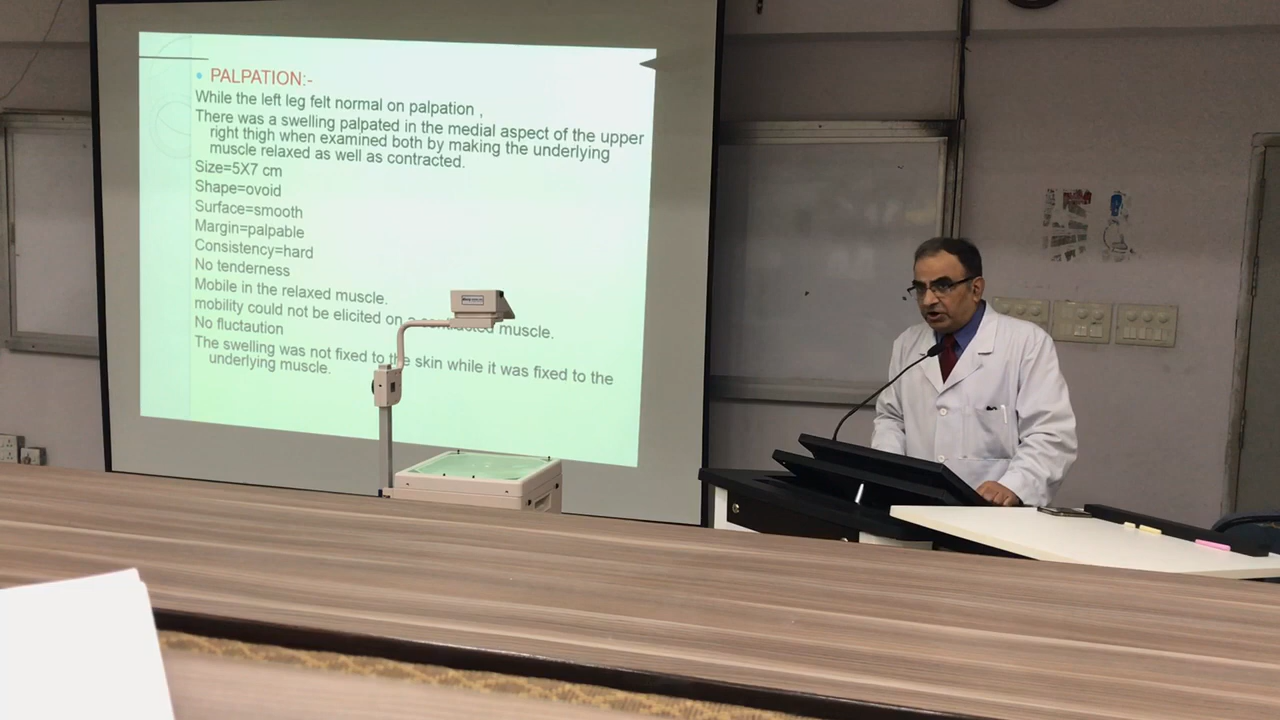 PALPATION:-
While the left leg felt normal on palpation ,
There was a swelling palpated in the medial aspect of the upper
right thigh when examined both by making the underlying
muscle relaxed as well as contracted.
Size=5X7 cm
Shape=ovoid
Surface=smooth
Margin=palpable
Consistency=hard
No tenderness
Mobile in the relaxed muscle.
mobility could not be elicited on a contracted muscle.
No fluctaution
The swelling was not fixed to the skin while it was fixed to the
underlying muscle.